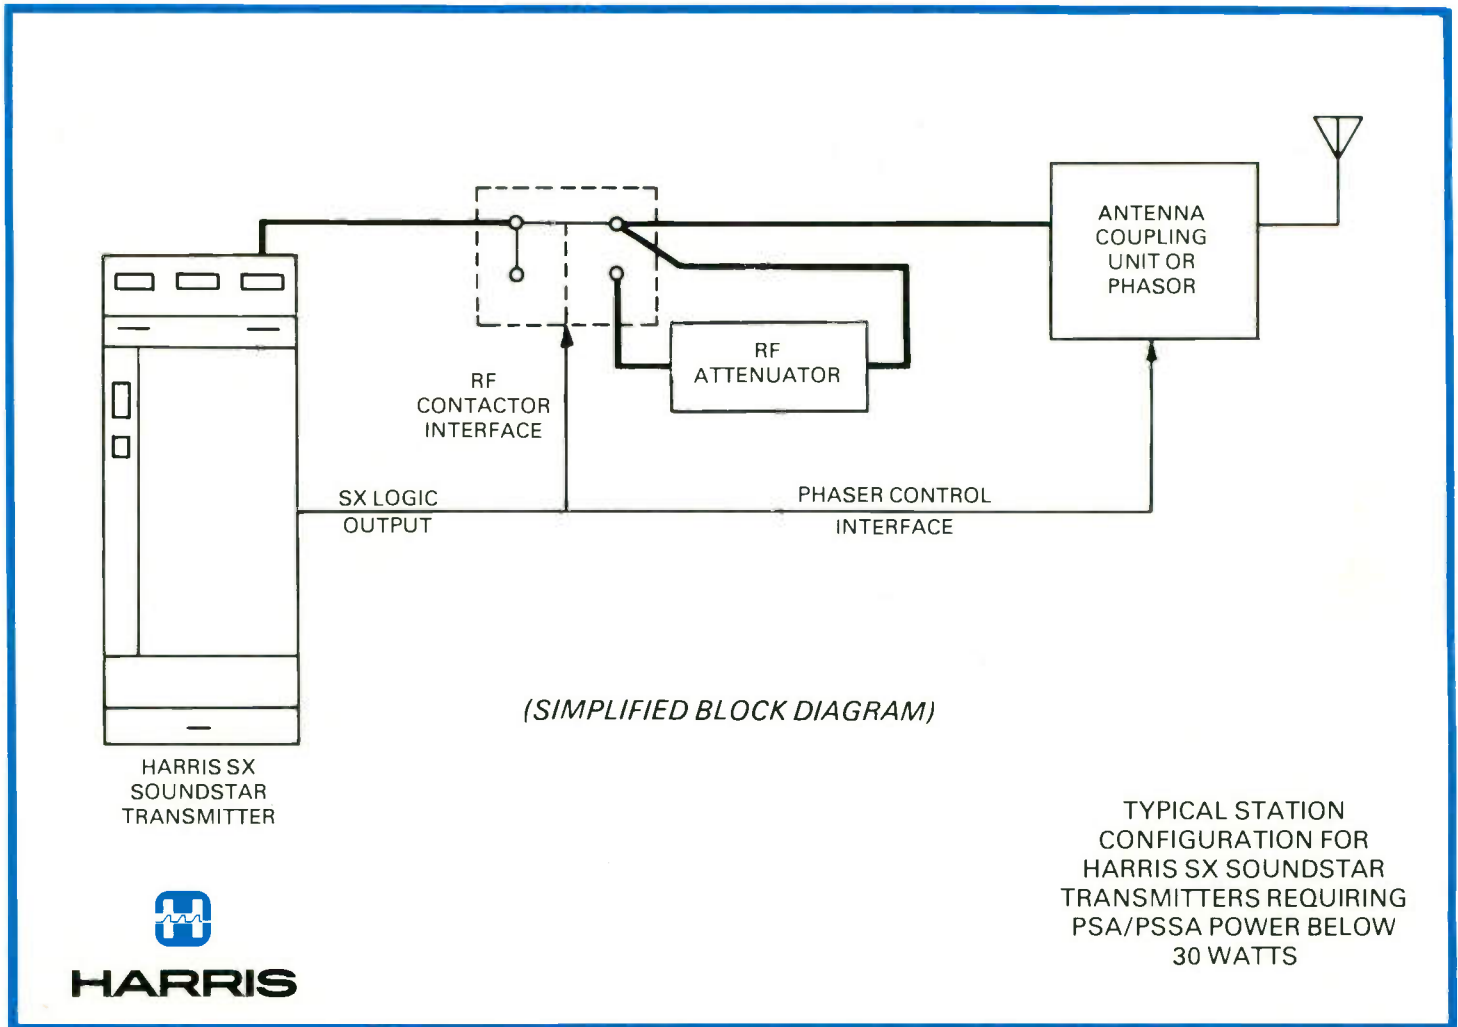 ANTENNA
COUPLING
UNIT OR
PHASOR
RF
ATTENUATOR
RF
CONTACTOR
INTERFACE
SX LOGIC
OUTPUT
PHASER CONTROL
INTERFACE
(SIMPLIFIED BLOCK DIAGRAM)
HARRIS SX
SOUNDSTAR
TRANSMITTER
TYPICAL STATION
CONFIGURATION FOR
HARRIS SX SOUNDSTAR
TRANSMITTERS REQUIRING
PSA/PSSA POWER BELOW
30 WATTS
HARRIS